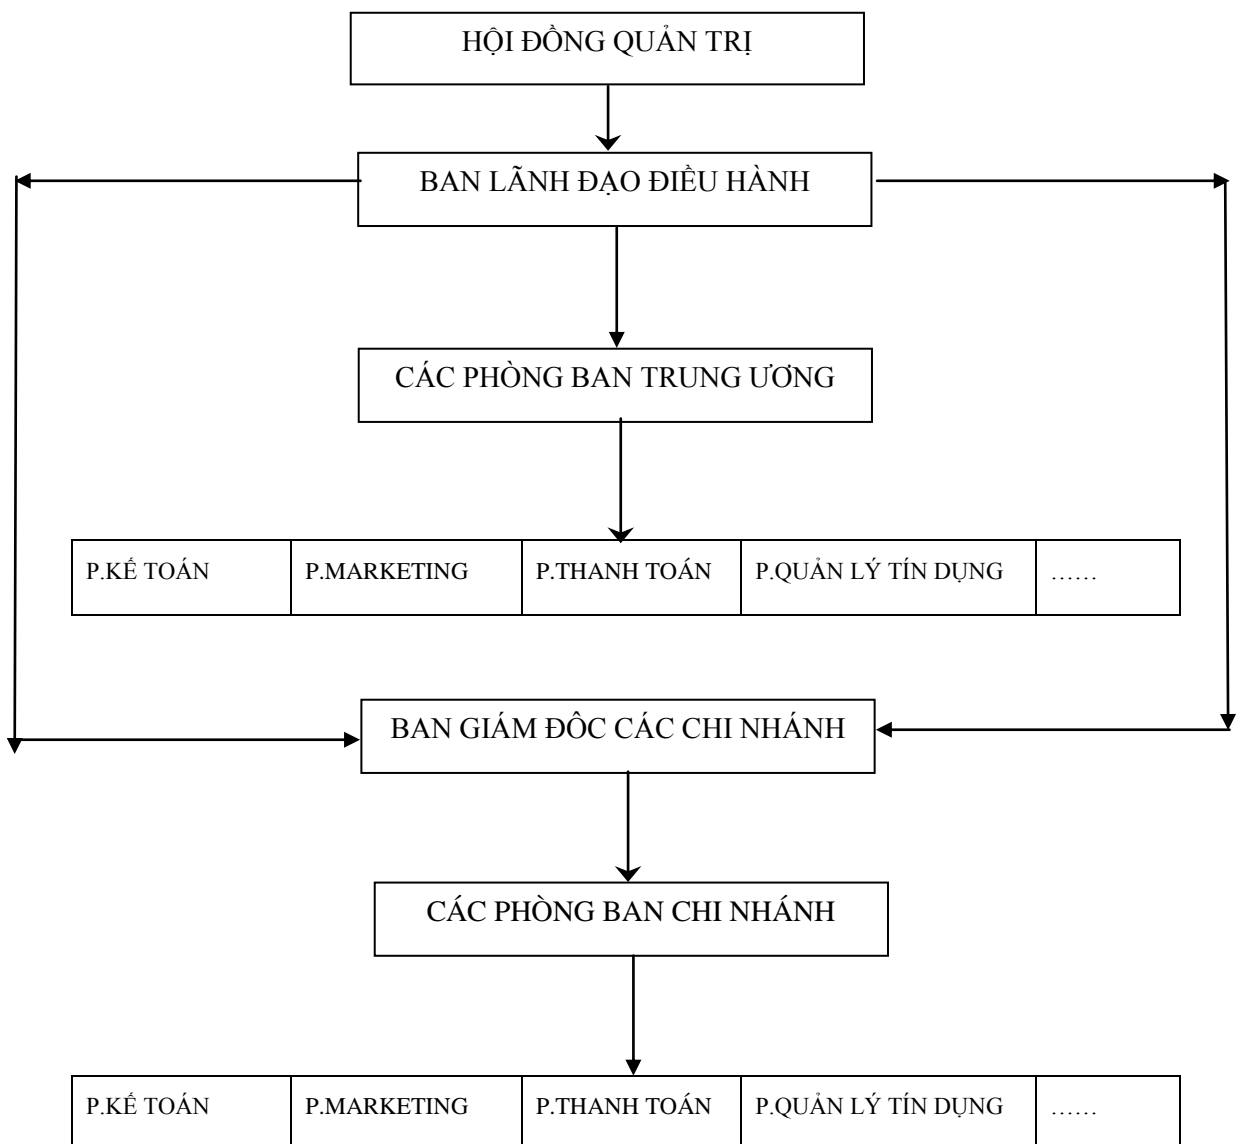 HỘI ĐỒNG QUẢN TRỊ
BAN LÃNH ĐẠO ĐIỀU HÀNH
CÁC PHÒNG BAN TRUNG ƯƠNG
P.KẾ TOÁN P.MARKETING P.THANH TOÁN P.QUẢN LÝ TÍN DỤNG ……
BAN GIÁM ĐÔC CÁC CHI NHÁNH
CÁC PHÒNG BAN CHI NHÁNH
P.KẾ TOÁN P.MARKETING P.THANH TOÁN P.QUẢN LÝ TÍN DỤNG ……